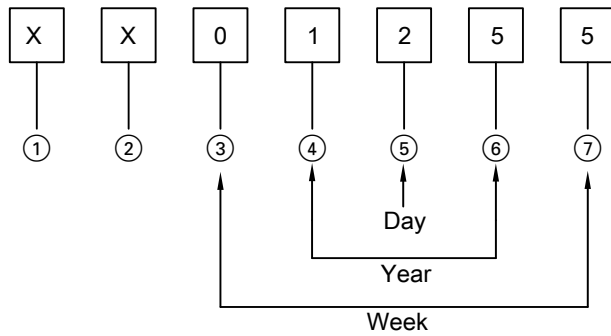 X X 0 1 2 5 5
① ② ③ ④ ⑤ ⑥ ⑦
Day
Year
Week